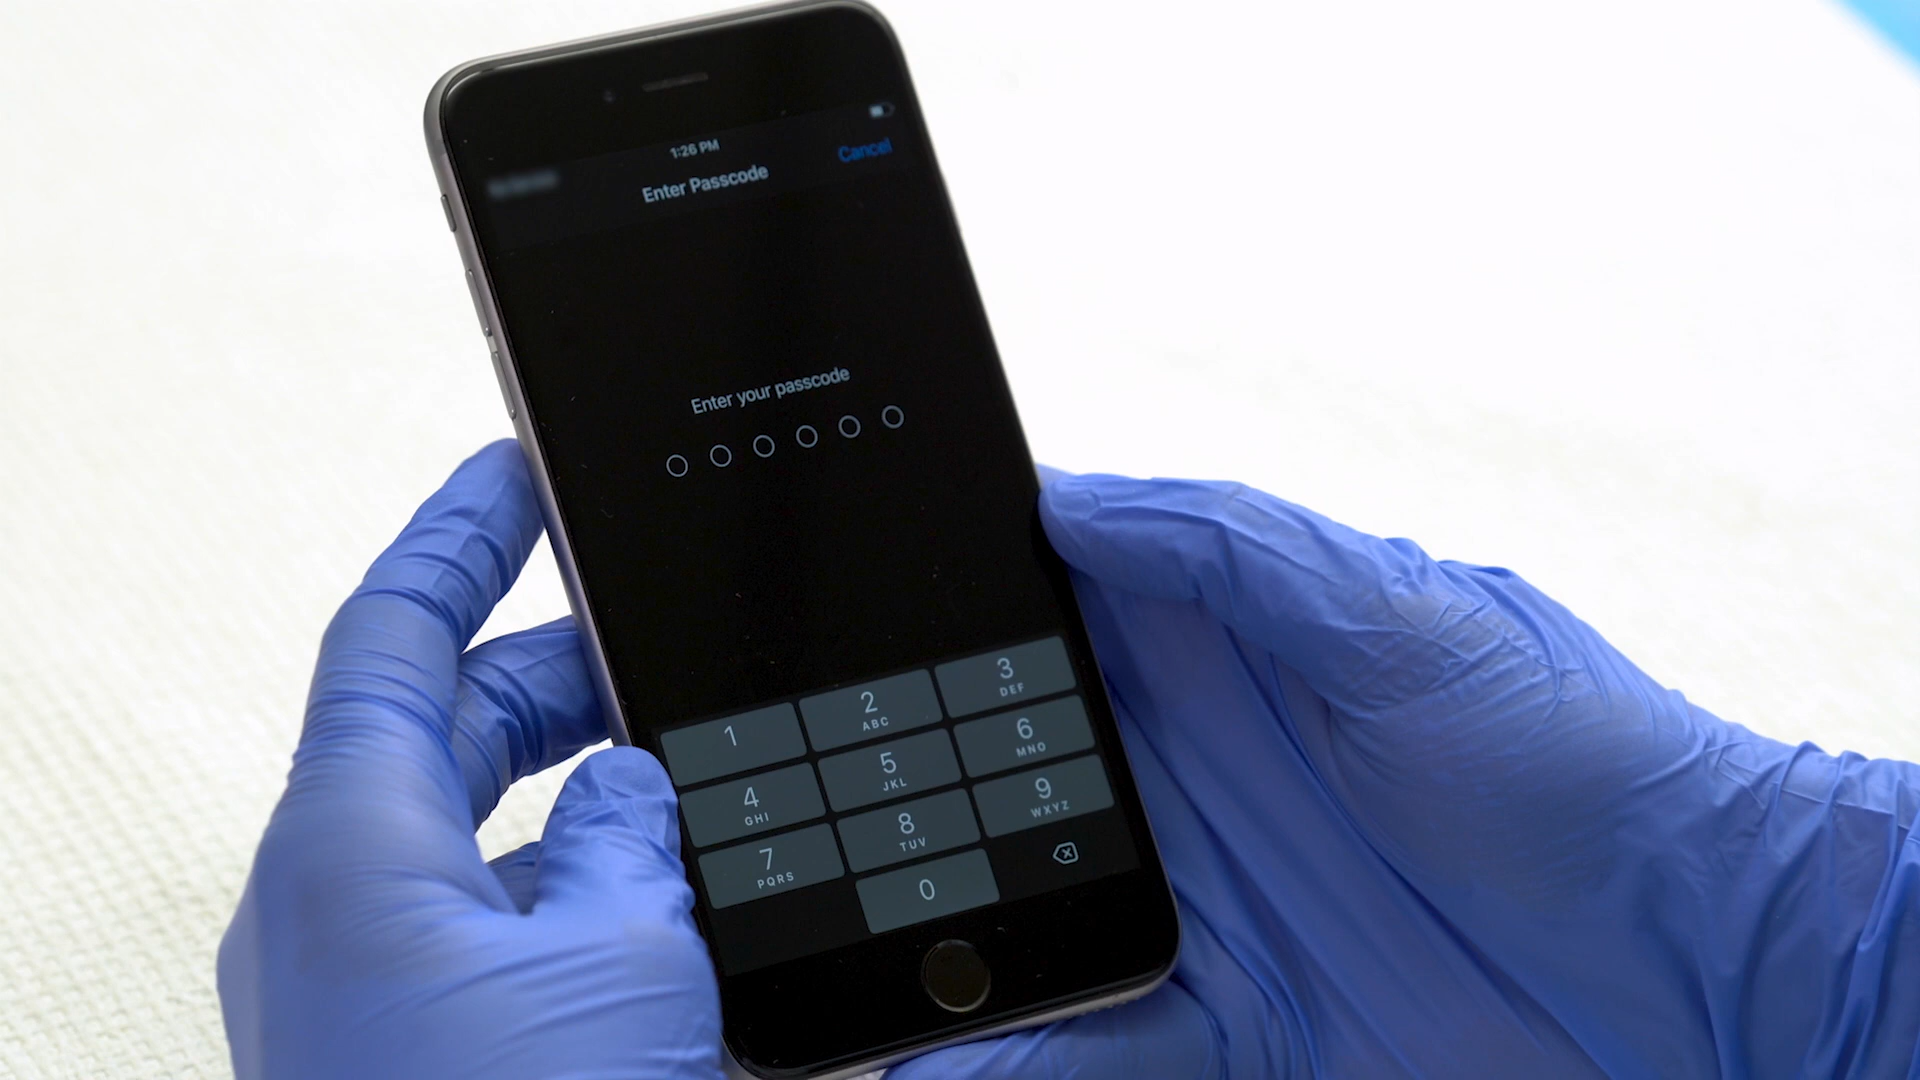 1:26 PM
Enter Passcode
Cancel
Enter your passcode
1
2
ABC
3
DEF
4
GHI
5
JKL
6
MNO
7
PQRS
8
TUV
9
WXYZ
0